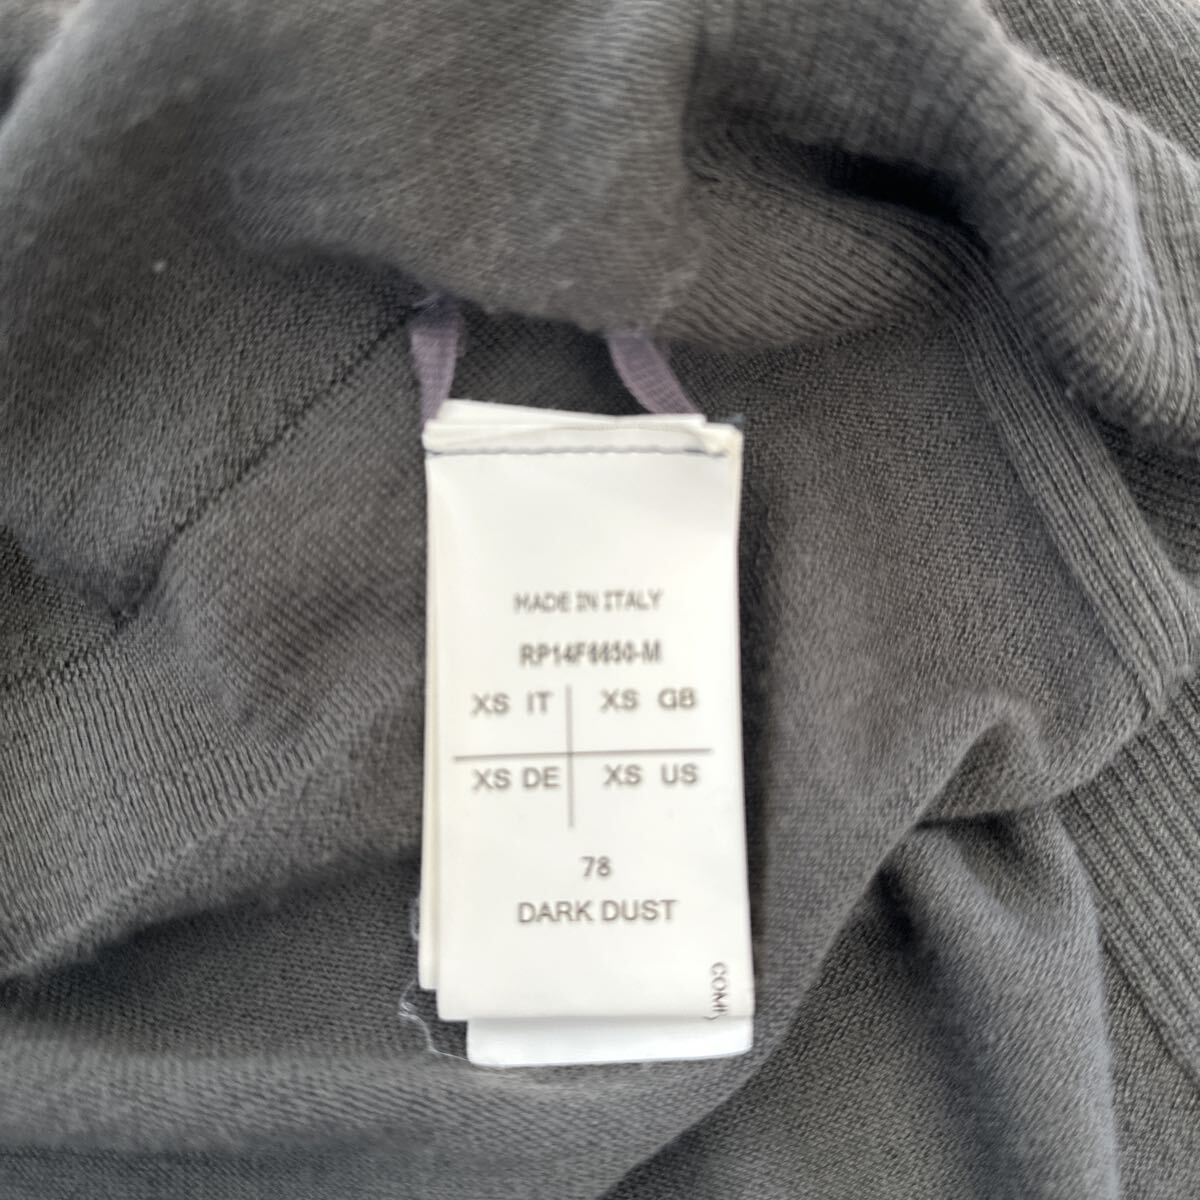 MADE IN ITALY
RP14F6650-M
XS IT XS GB
XS DE XS US
78
DARK DUST